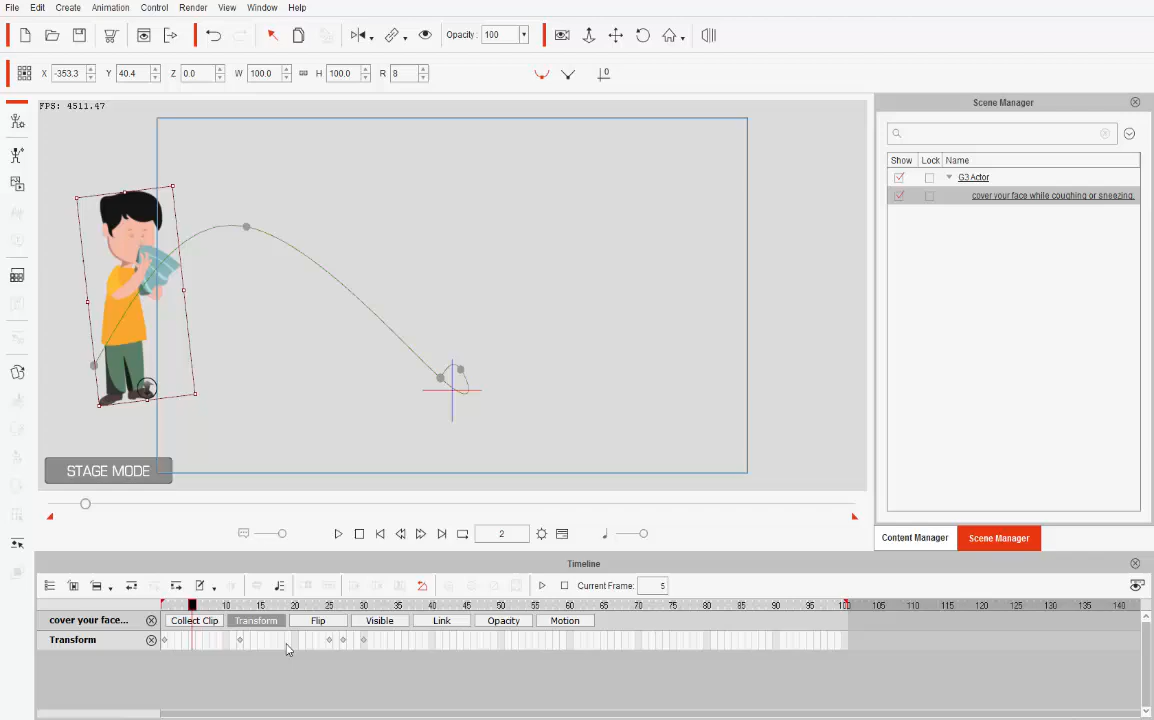 File Edit Create Animation Control Render View Window Help
Opacity : 100
X -353.3 Y 40.4 Z 0.0 W 100.0 H 100.0 R 8
FPS: 4511.47
Scene Manager
Show Lock Name
G3 Actor
cover your face while coughing or sneezing.
STAGE MODE
2
Content Manager Scene Manager
Timeline
Current Frame: 5
10 15 20 25 30 35 40 45 50 55 60 65 70 75 80 85 90 95 100 105 110 115 120 125 130 135 140
cover your face... Collect Clip Transform Flip Visible Link Opacity Motion
Transform